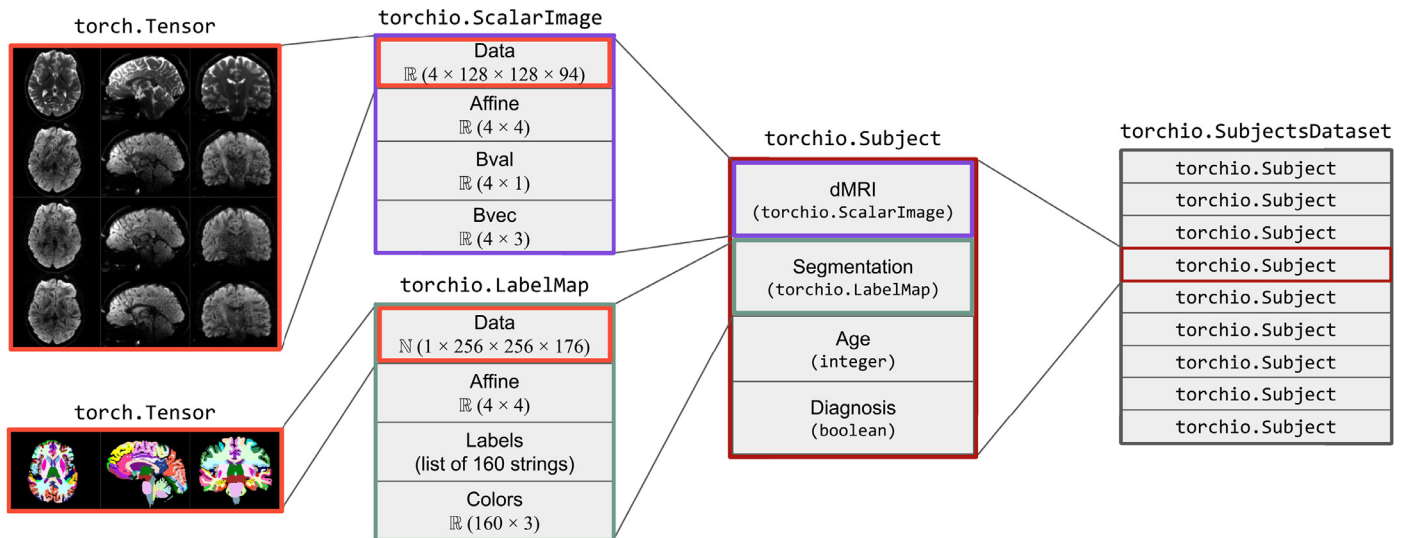 torch.Tensor
torchio.ScalarImage
Data
ℝ (4 × 128 × 128 × 94)
Affine
ℝ (4 × 4)
Bval
ℝ (4 × 1)
Bvec
ℝ (4 × 3)
torch.Tensor
torchio.LabelMap
Data
ℕ (1 × 256 × 256 × 176)
Affine
ℝ (4 × 4)
Labels
(list of 160 strings)
Colors
ℝ (160 × 3)
torchio.Subject
dMRI
(torchio.ScalarImage)
Segmentation
(torchio.LabelMap)
Age
(integer)
Diagnosis
(boolean)
torchio.SubjectsDataset
torchio.Subject
torchio.Subject
torchio.Subject
torchio.Subject
torchio.Subject
torchio.Subject
torchio.Subject
torchio.Subject
torchio.Subject